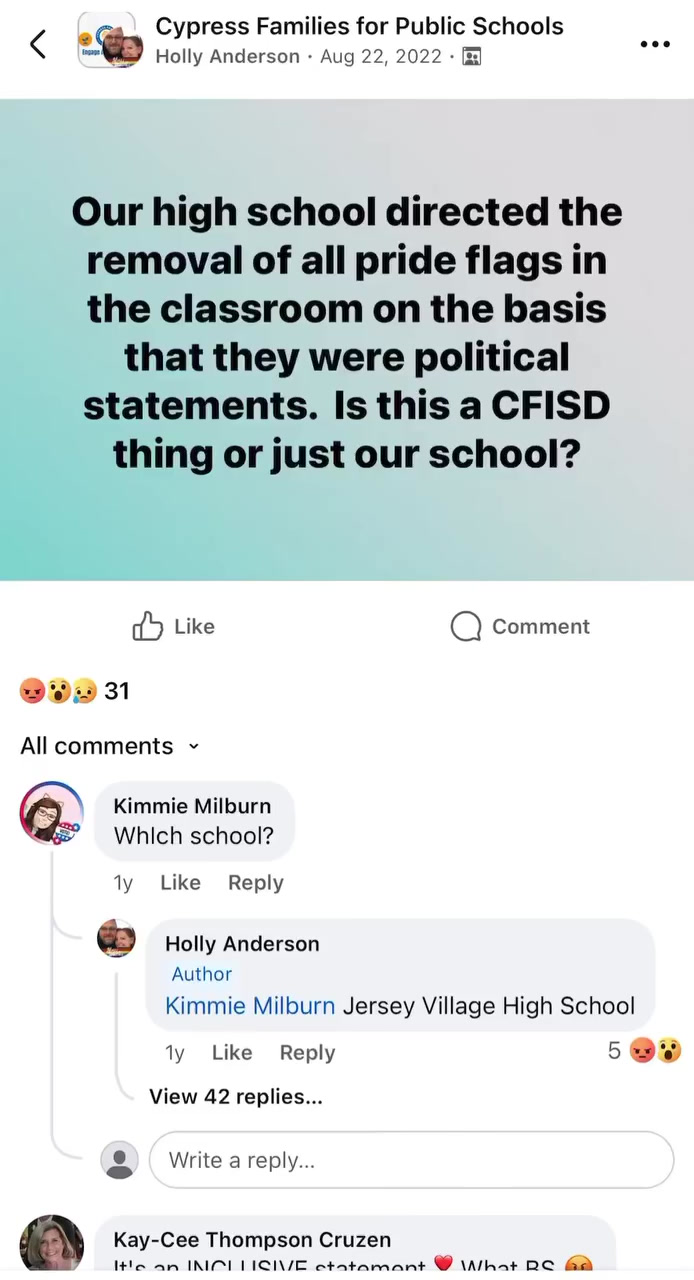 Cypress Families for Public Schools
Holly Anderson · Aug 22, 2022 ·
Engage
Our high school directed the
removal of all pride flags in
the classroom on the basis
that they were political
statements. Is this a CFISD
thing or just our school?
Like
Comment
31
All comments
Kimmie Milburn
WhIch school?
1y Like Reply
Holly Anderson
Author
Kimmie Milburn Jersey Village High School
1y Like Reply
5
View 42 replies...
Write a reply...
Kay-Cee Thompson Cruzen
It's an INCLUSIVE statement ❤️ What BS 😡